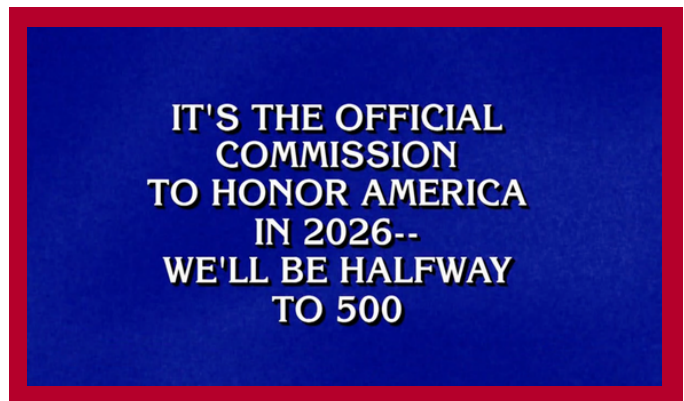 IT'S THE OFFICIAL
COMMISSION
TO HONOR AMERICA
IN 2026--
WE'LL BE HALFWAY
TO 500